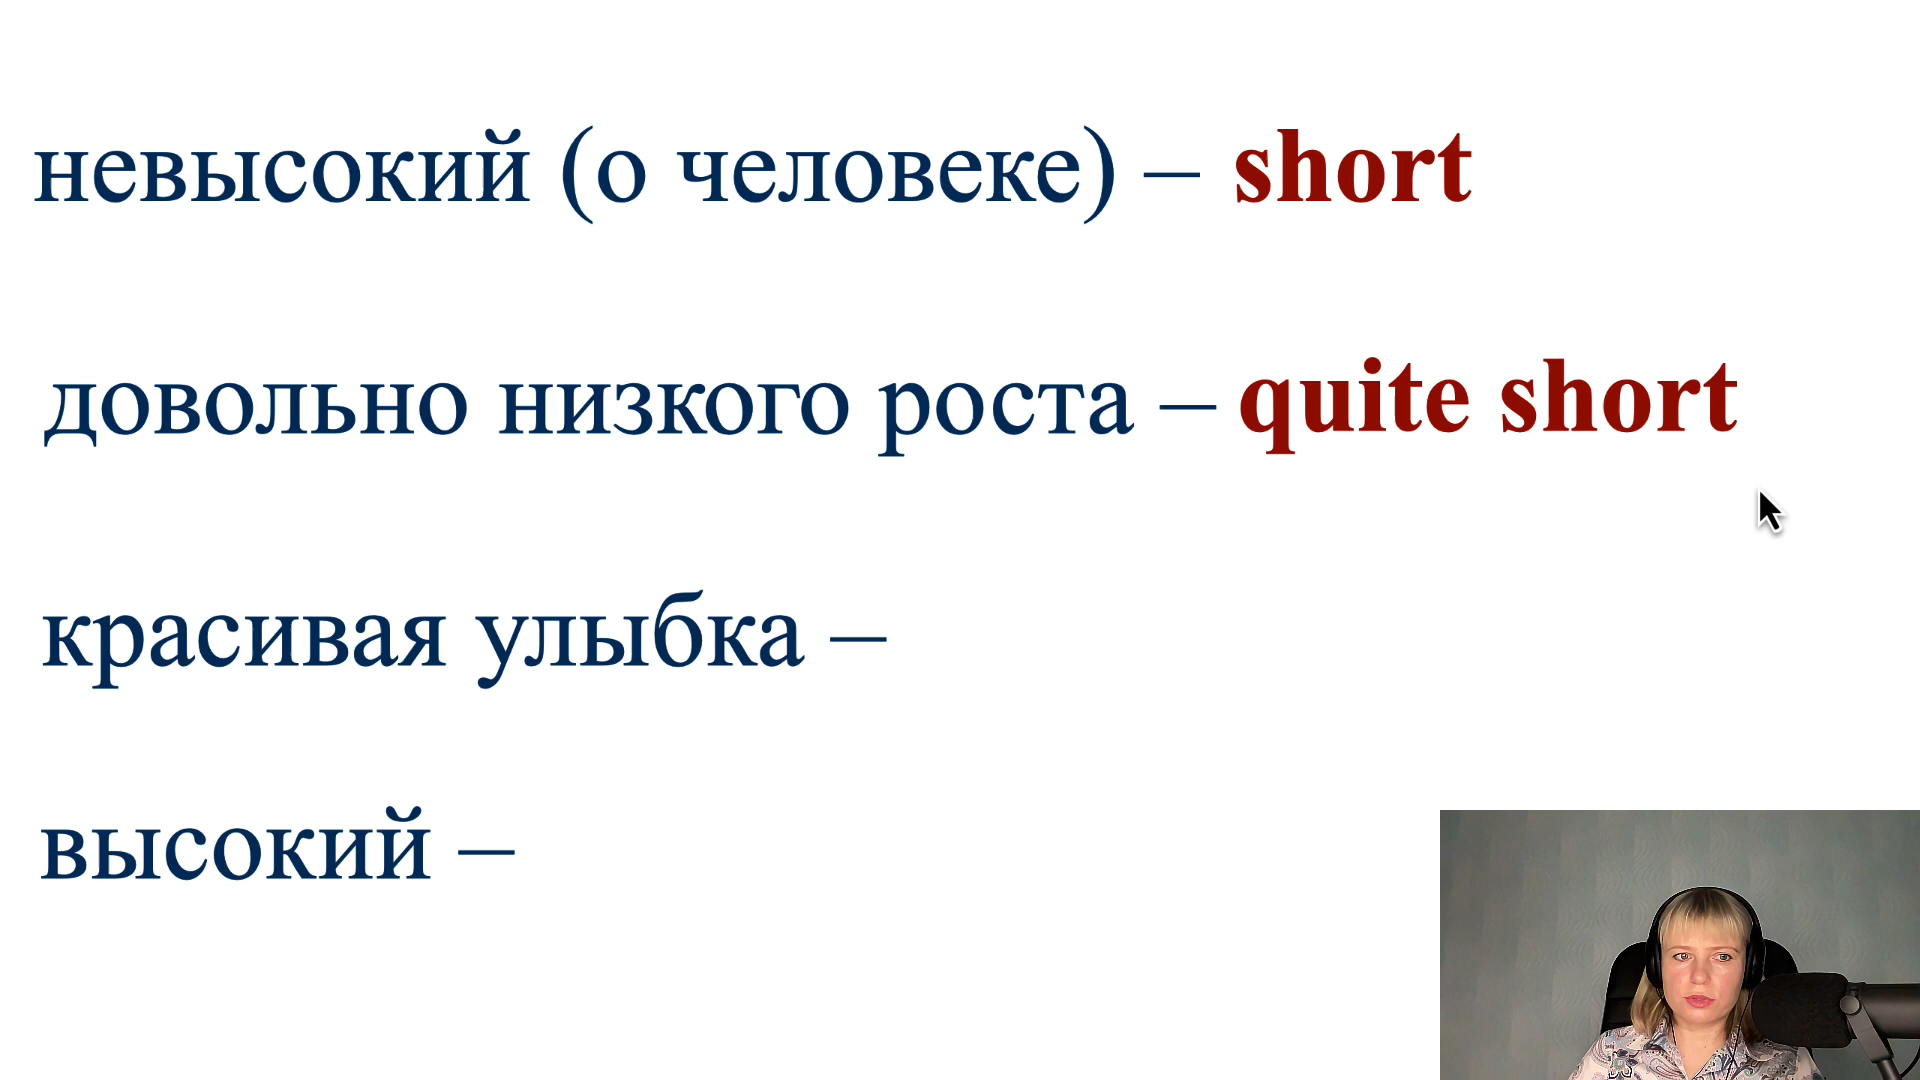 невысокий (о человеке) – short
довольно низкого роста – quite short
красивая улыбка –
высокий –